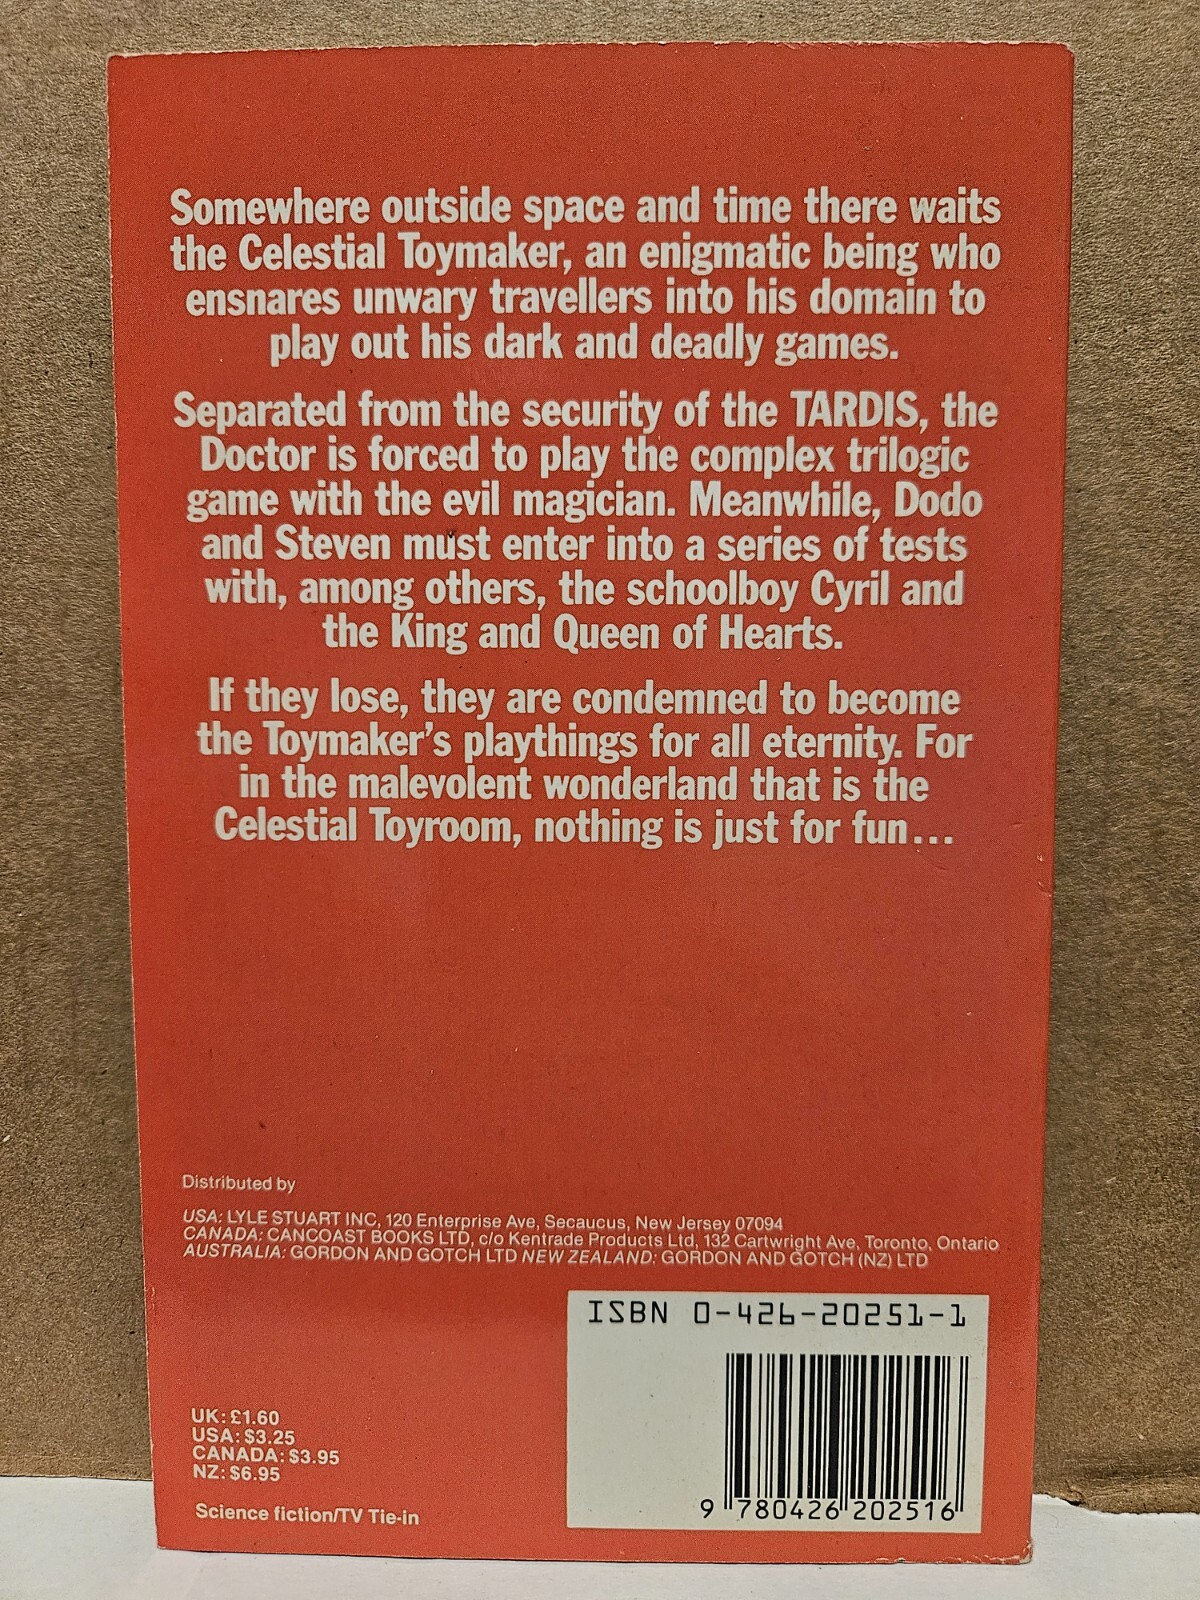 Somewhere outside space and time there waits
the Celestial Toymaker, an enigmatic being who
ensnares unwary travellers into his domain to
play out his dark and deadly games.
Separated from the security of the TARDIS, the
Doctor is forced to play the complex trilogic
game with the evil magician. Meanwhile, Dodo
and Steven must enter into a series of tests
with, among others, the schoolboy Cyril and
the King and Queen of Hearts.
If they lose, they are condemned to become
the Toymaker's playthings for all eternity. For
in the malevolent wonderland that is the
Celestial Toyroom, nothing is just for fun...
Distributed by
USA: LYLE STUART INC, 120 Enterprise Ave, Secaucus, New Jersey 07094
CANADA: CANCOAST BOOKS LTD, c/o Kentrade Products Ltd, 132 Cartwright Ave, Toronto, Ontario
AUSTRALIA: GORDON AND GOTCH LTD NEW ZEALAND: GORDON AND GOTCH (NZ) LTD
ISBN 0-426-20251-1
9 780426 202516
UK: £1.60
USA: $3.25
CANADA: $3.95
NZ: $6.95
Science fiction/TV Tie-in